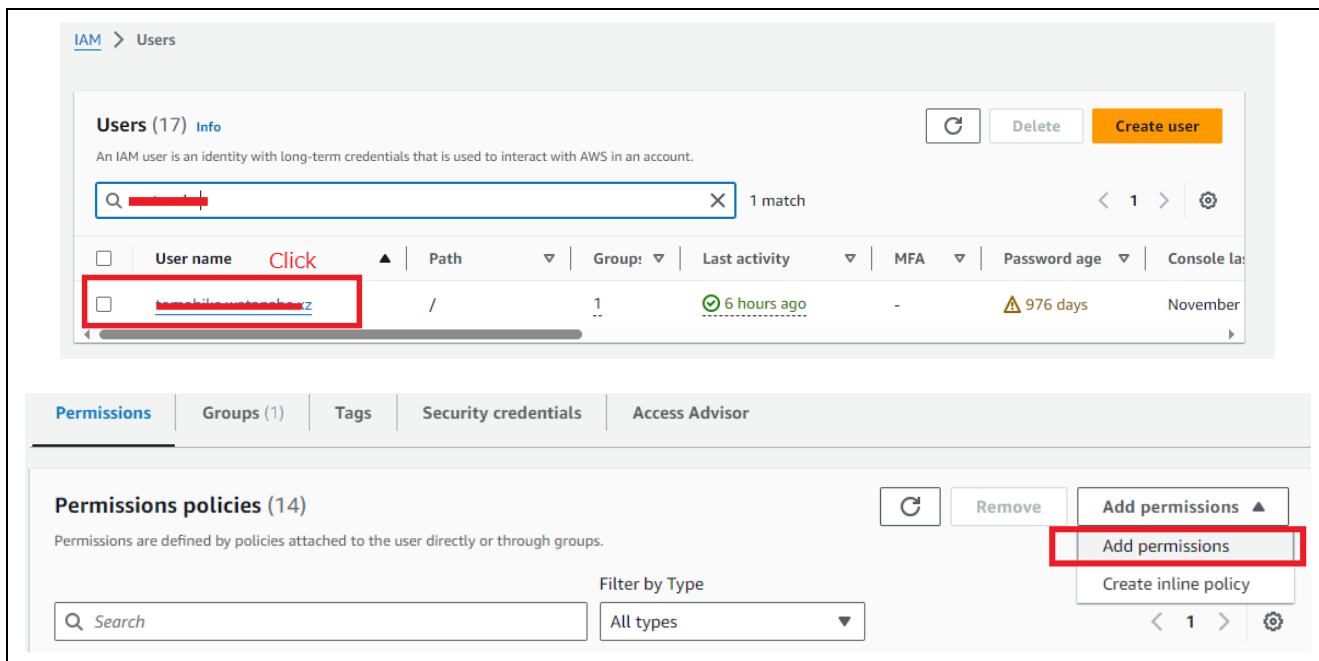 IAM > Users
Users (17) Info
Delete
Create user
An IAM user is an identity with long-term credentials that is used to interact with AWS in an account.
1 match
1
User name
Click
Path
Groups
Last activity
MFA
Password age
Console las
/
1
6 hours ago
-
976 days
November
Permissions
Groups (1)
Tags
Security credentials
Access Advisor
Permissions policies (14)
Remove
Add permissions
Permissions are defined by policies attached to the user directly or through groups.
Add permissions
Create inline policy
Filter by Type
Search
All types
1